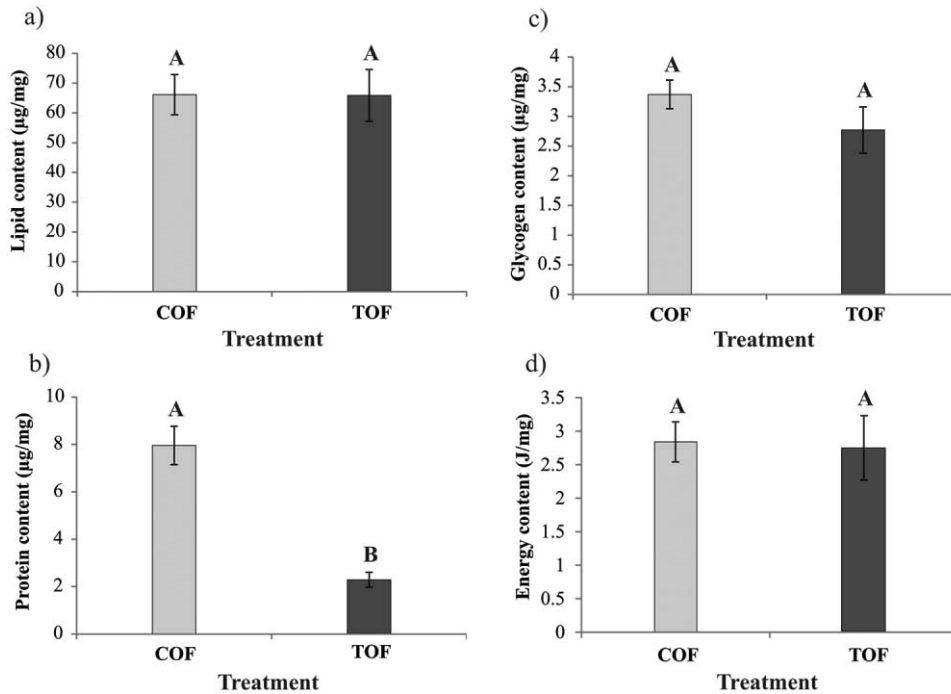 a)
Lipid content (µg/mg)
80
70
60
50
40
30
20
10
0
A
A
COF
TOF
Treatment
b)
Protein content (µg/mg)
10
8
6
4
2
0
A
B
COF
TOF
Treatment
c)
Glycogen content (µg/mg)
4
3.5
3
2.5
2
1.5
1
0.5
0
A
A
COF
TOF
Treatment
d)
Energy content (J/mg)
3.5
3
2.5
2
1.5
1
0.5
0
A
A
COF
TOF
Treatment